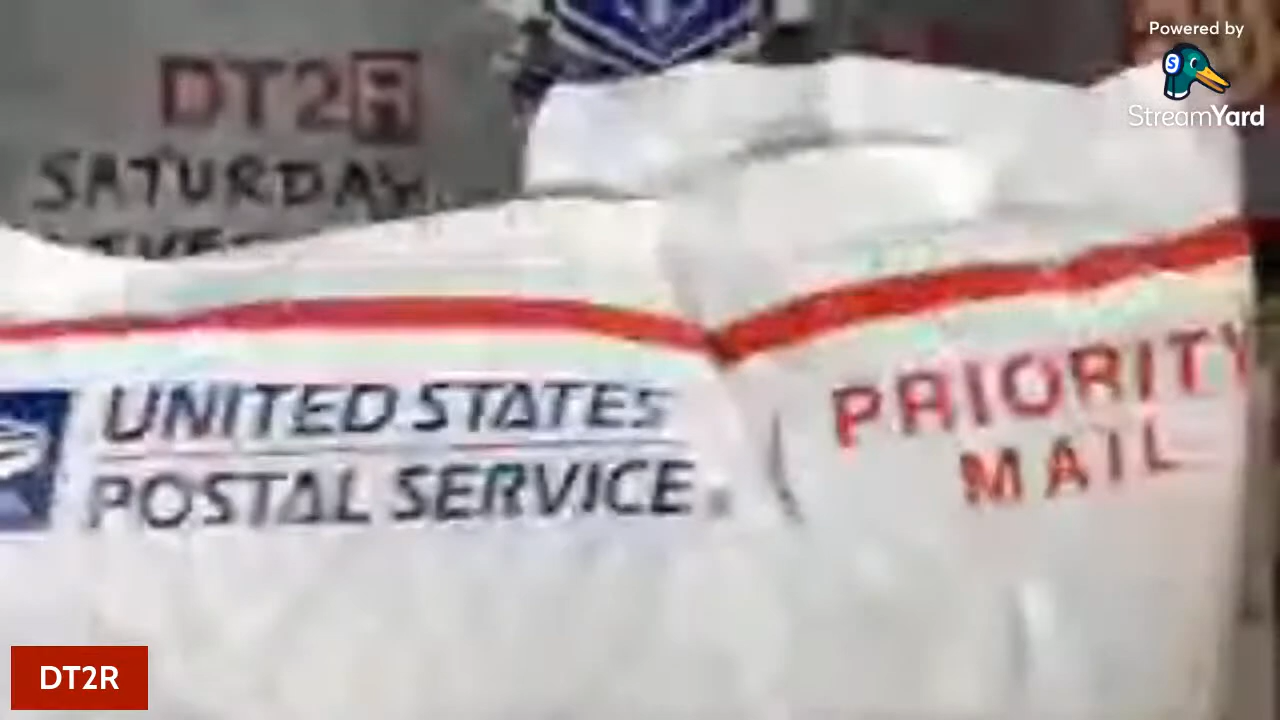 Powered by
StreamYard
DT2R
SATURDAY
UNITED STATES
POSTAL SERVICE
PRIORITY
MAIL
DT2R